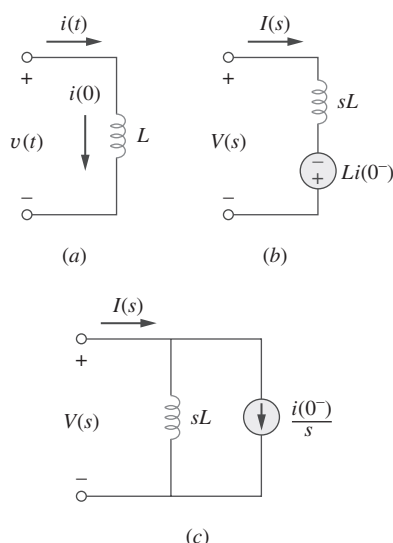 i(t)
I(s)
+
+
i(0)
sL
v(t)
L
V(s)
−
+
Li(0⁻)
−
−
(a)
(b)
I(s)
+
V(s)
sL
i(0⁻)
s
−
(c)